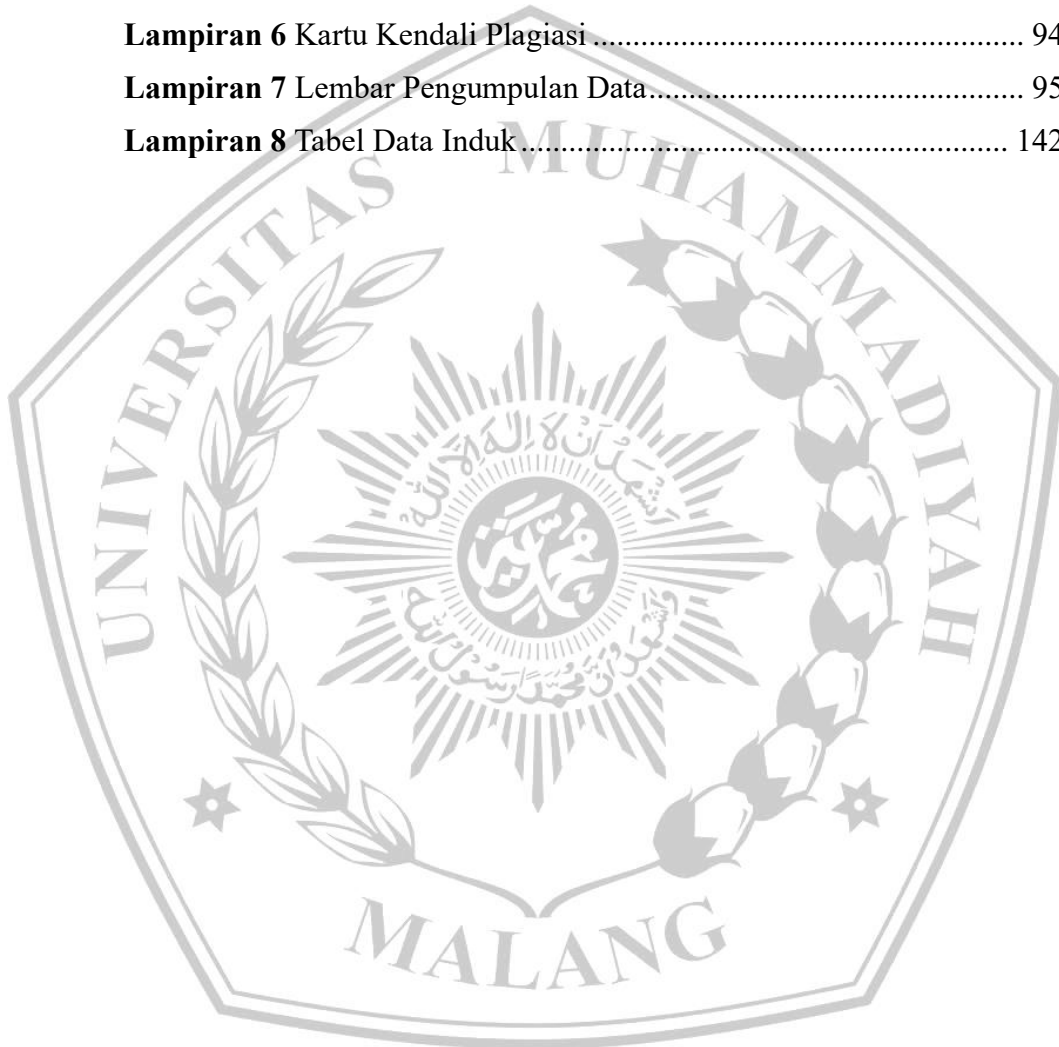 Lampiran 6 Kartu Kendali Plagiasi ...................................................... 94
Lampiran 7 Lembar Pengumpulan Data ............................................... 95
Lampiran 8 Tabel Data Induk ............................................................. 142
UNIVERSITAS MUHAMMADIYAH
MALANG